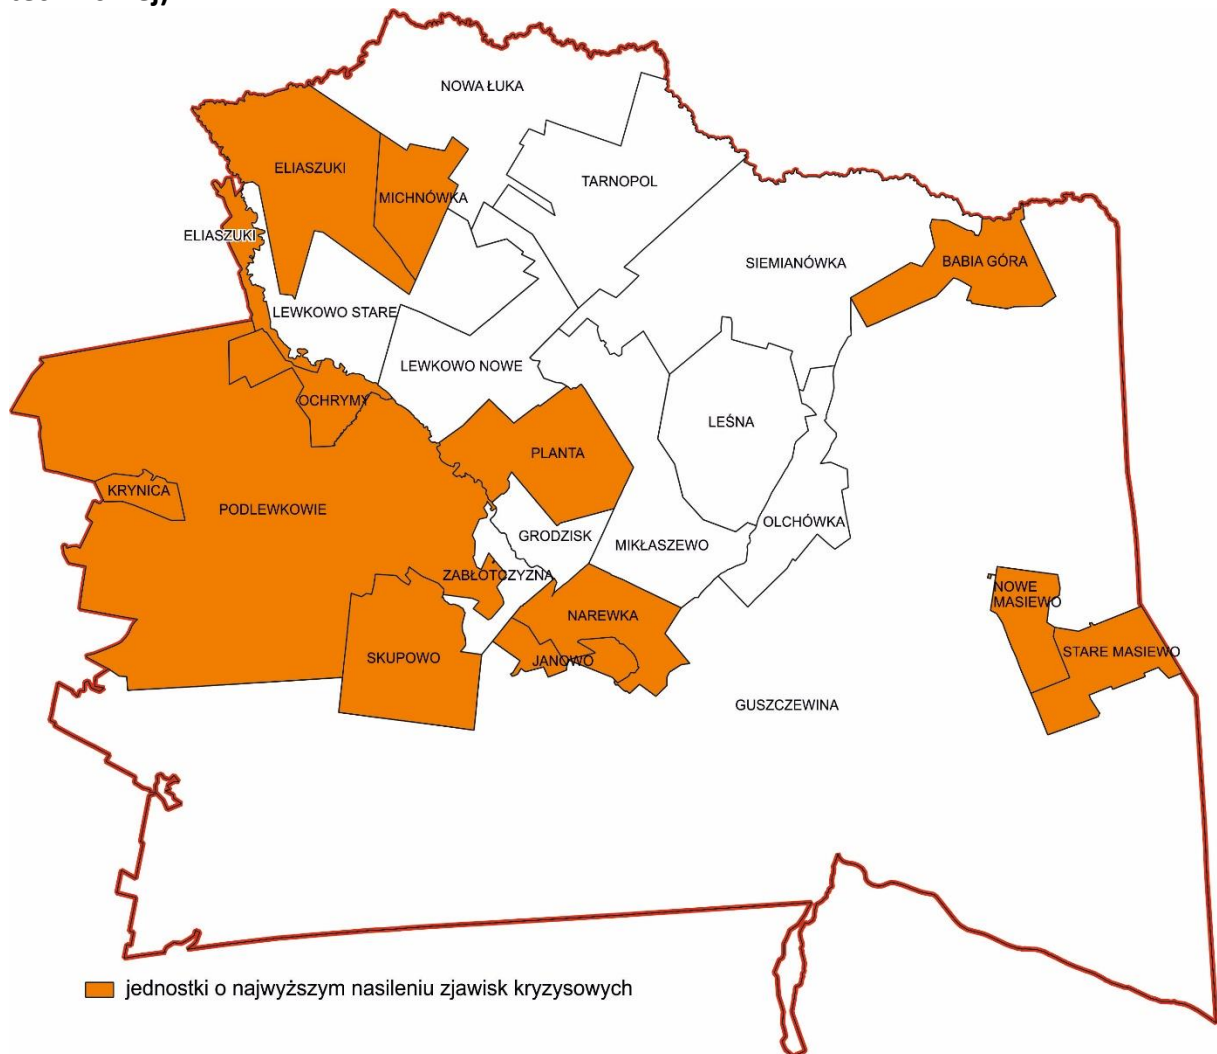 NOWA ŁUKA
ELIASZUKI
MICHNÓWKA
TARNOPOL
ELIASZUKI
SIEMIANÓWKA
BABIA GÓRA
LEWKOWO STARE
LEWKOWO NOWE
OCHRYMY
LEŚNA
PLANTA
KRYNICA
PODLEWKOWIE
OLCHÓWKA
GRODZISK
MIKŁASZEWO
ZABŁOTCZYZNA
NOWE
MASIEWO
NAREWKA
STARE MASIEWO
SKUPOWO
JANOWO
GUSZCZEWINA
jednostki o najwyższym nasileniu zjawisk kryzysowych